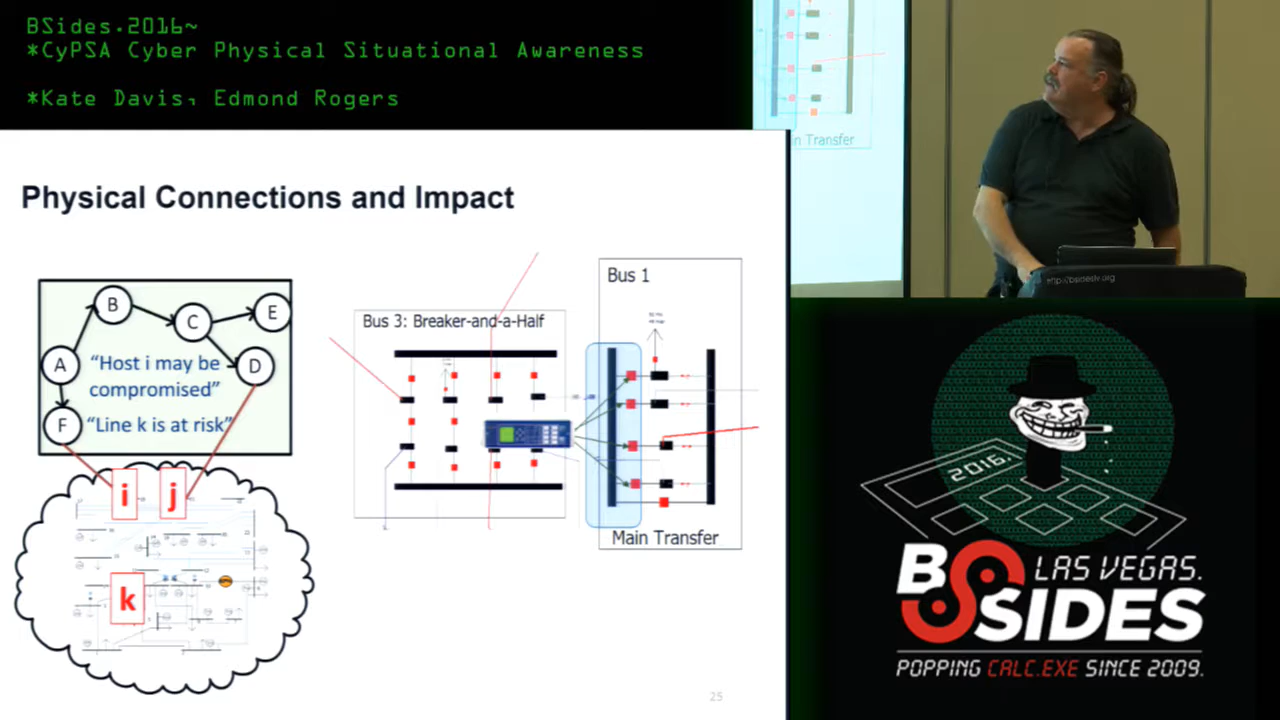 BSides.2016~
*CyPSA Cyber Physical Situational Awareness
*Kate Davis, Edmond Rogers
n Transfer
Physical Connections and Impact
B
C
E
A
D
F
"Host i may be
compromised"
"Line k is at risk"
i
j
k
Bus 3: Breaker-and-a-Half
Bus 1
Main Transfer
25
2016.
BSIDES
LAS VEGAS.
POPPING CALC.EXE SINCE 2009.